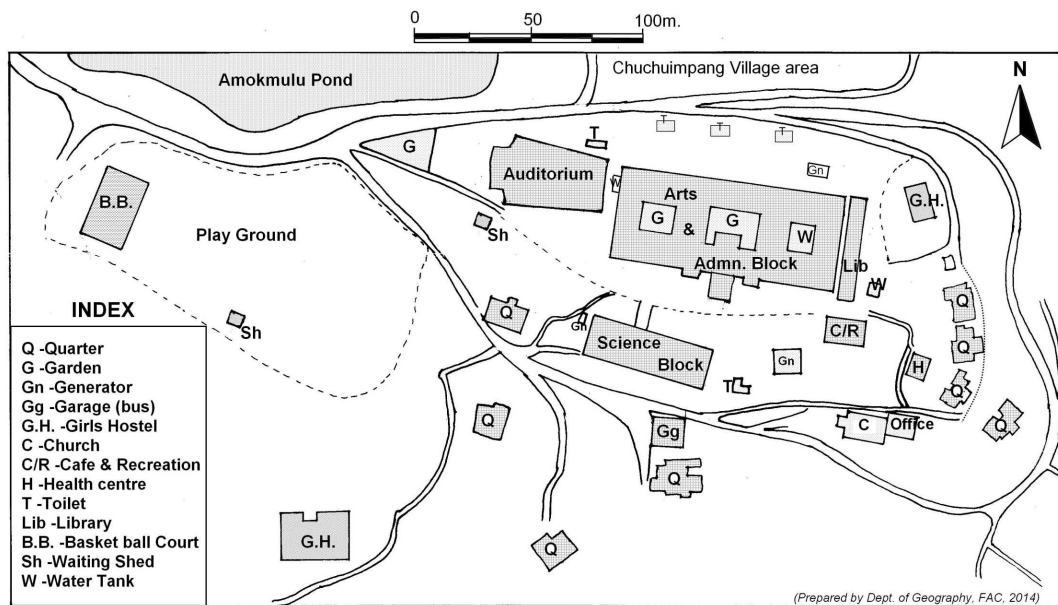 0 50 100m.
Amokmulu Pond
Chuchuimpang Village area
N
T
T
T
T
G
Auditorium
Gn
W
Arts
G.H.
B.B.
G
G
&
W
Play Ground
Sh
Admn. Block
Lib
W
Q
Q
Gn
Science
Block
C/R
Sh
Q
Gn
H
T
Q
Q
Gg
C
Office
Q
Q
G.H.
Q
INDEX
Q -Quarter
G -Garden
Gn -Generator
Gg -Garage (bus)
G.H. -Girls Hostel
C -Church
C/R -Cafe & Recreation
H -Health centre
T -Toilet
Lib -Library
B.B. -Basket ball Court
Sh -Waiting Shed
W -Water Tank
(Prepared by Dept. of Geography, FAC, 2014)